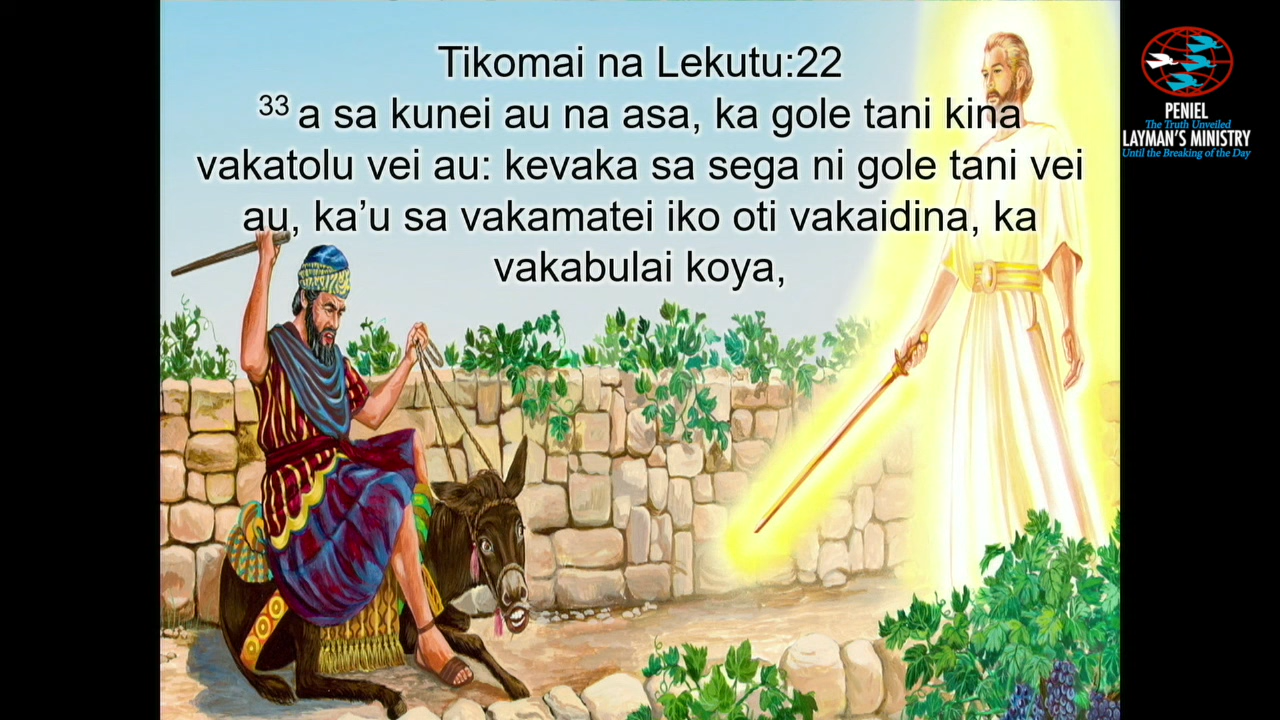 Tikomai na Lekutu:22
33 a sa kunei au na asa, ka gole tani kina
vakatolu vei au: kevaka sa sega ni gole tani vei
au, ka’u sa vakamatei iko oti vakaidina, ka
vakabulai koya,
PENIEL
The Truth Unveiled
LAYMAN'S MINISTRY
Until the Breaking of the Day